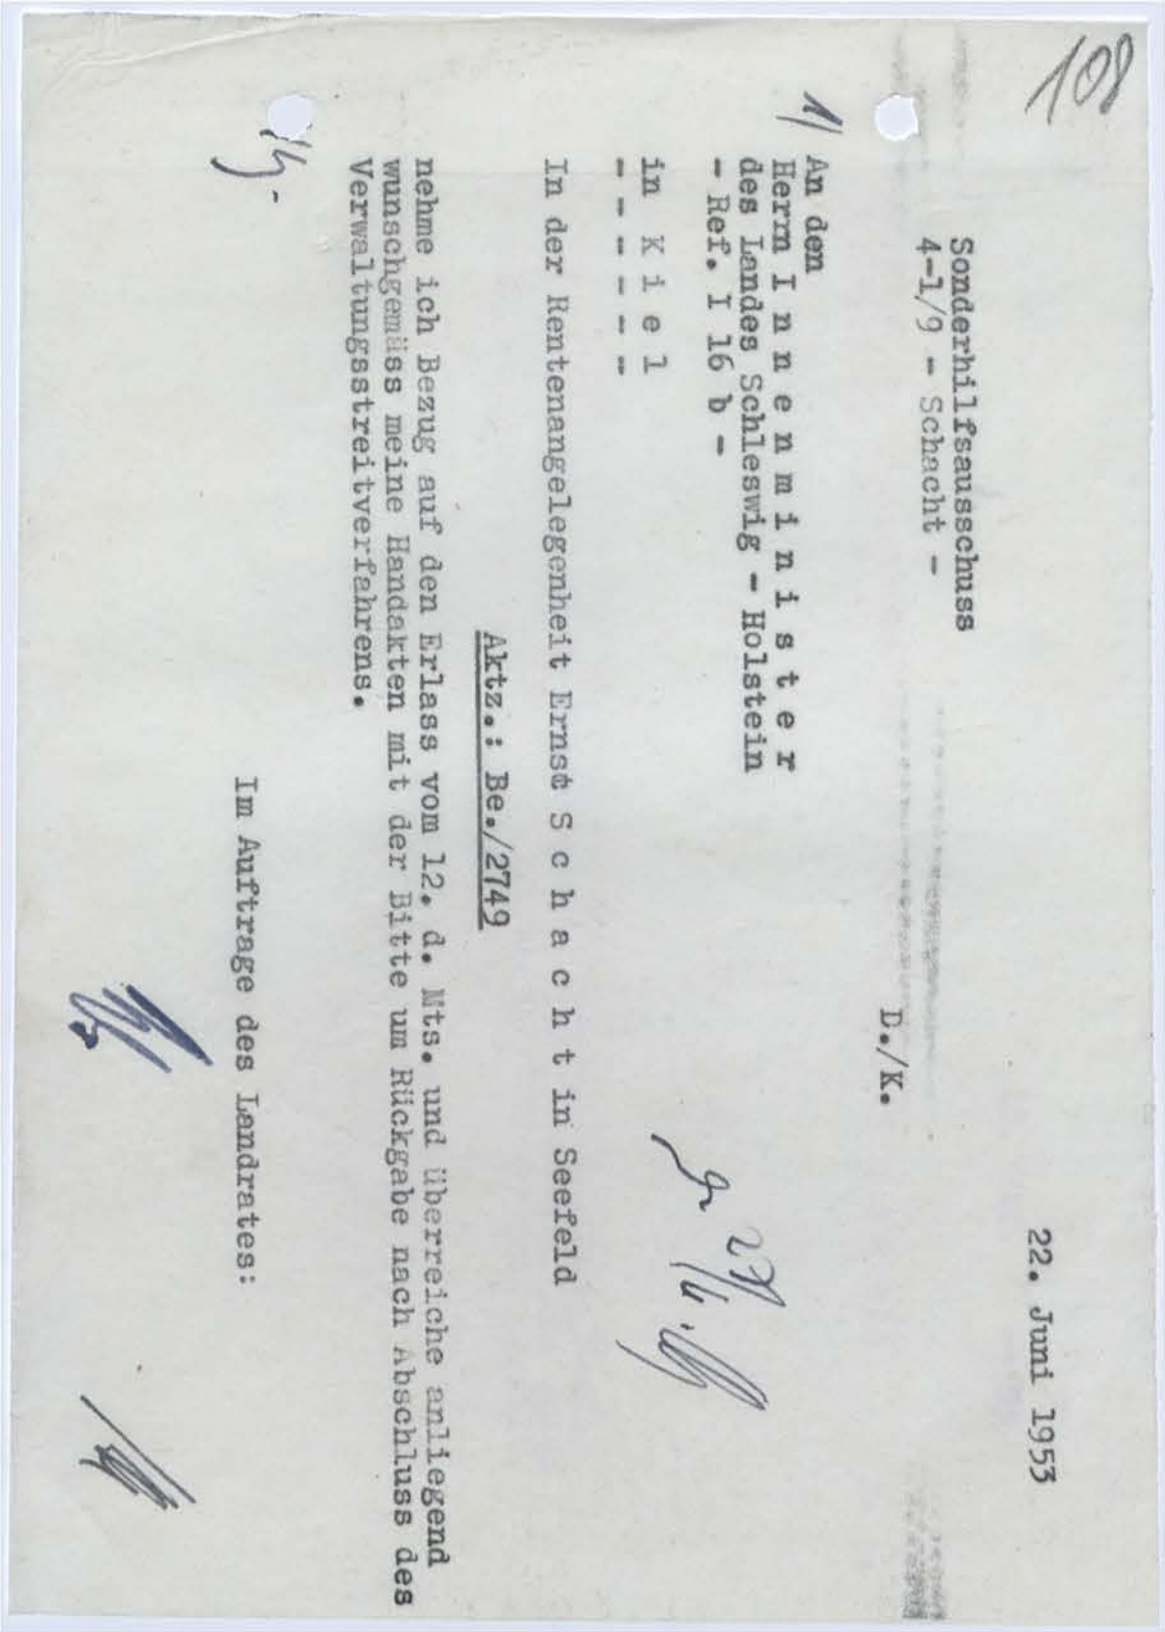 108
22. Juni 1953
Sonderhilfsausschuss
4-1/9 - Schacht -
D./K.
1/ An den
Herrn I n n e n m i n i s t e r
des Landes Schleswig - Holstein
- Ref. I 16 b -
in K i e l
- - - - - -
In der Rentenangelegenheit Ernst S c h a c h t in Seefeld
Aktz.: Be./2749
nehme ich Bezug auf den Erlass vom 12. d. Mts. und überreiche anliegend
wunschgemäss meine Handakten mit der Bitte um Rückgabe nach Abschluss des
Verwaltungsstreitverfahrens.
Im Auftrage des Landrates: